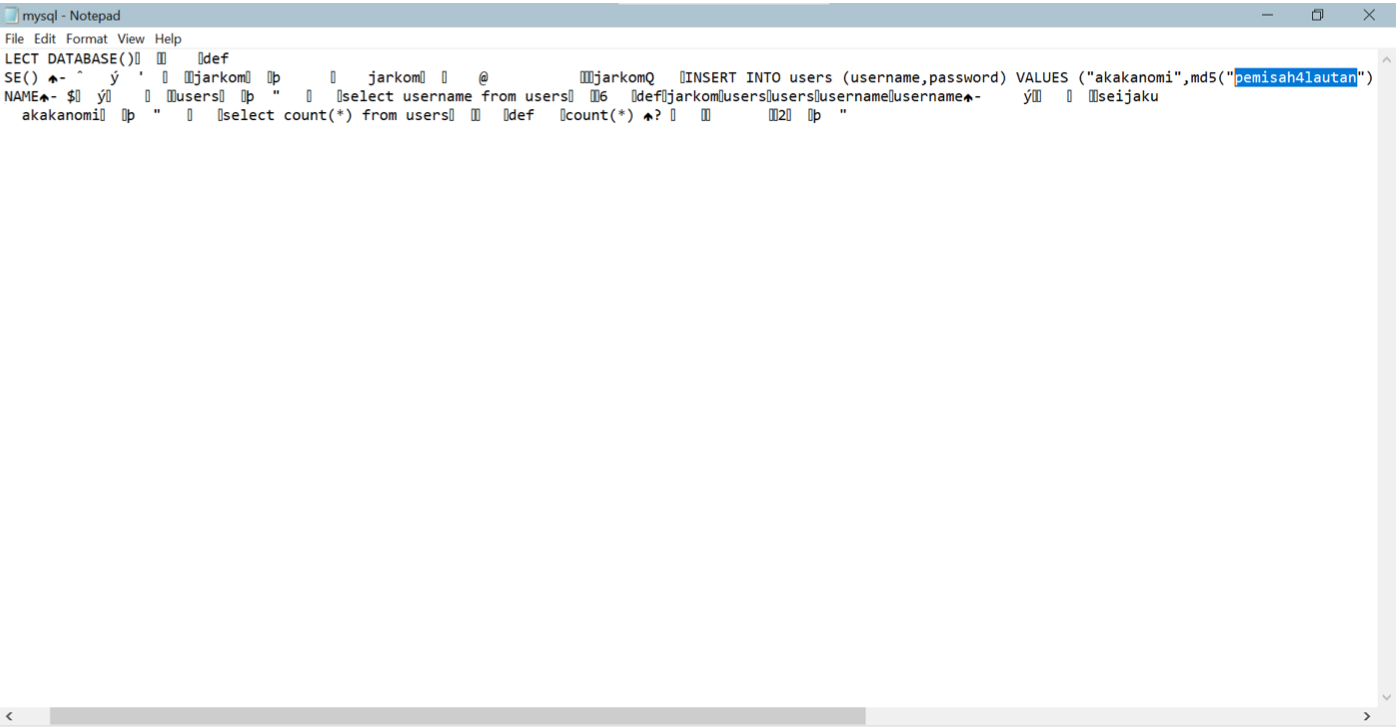 mysql - Notepad
File Edit Format View Help
LECT DATABASE()▯ ▯▯ ▯def
SE() ♠- ˆ ý ' ▯ ▯▯jarkom▯ ▯þ ▯ jarkom▯ ▯ @ ▯▯▯jarkomQ ▯INSERT INTO users (username,password) VALUES ("akakanomi",md5("pemisah4lautan")
NAME♠- $▯ ý▯ ▯ ▯▯users▯ ▯þ " ▯ ▯select username from users▯ ▯▯6 ▯def▯jarkom▯users▯users▯username▯username♠- ý▯▯ ▯ ▯▯seijaku
akakanomi▯ ▯þ " ▯ ▯select count(*) from users▯ ▯▯ ▯def ▯count(*) ♠? ▯ ▯▯ ▯▯2▯ ▯þ "